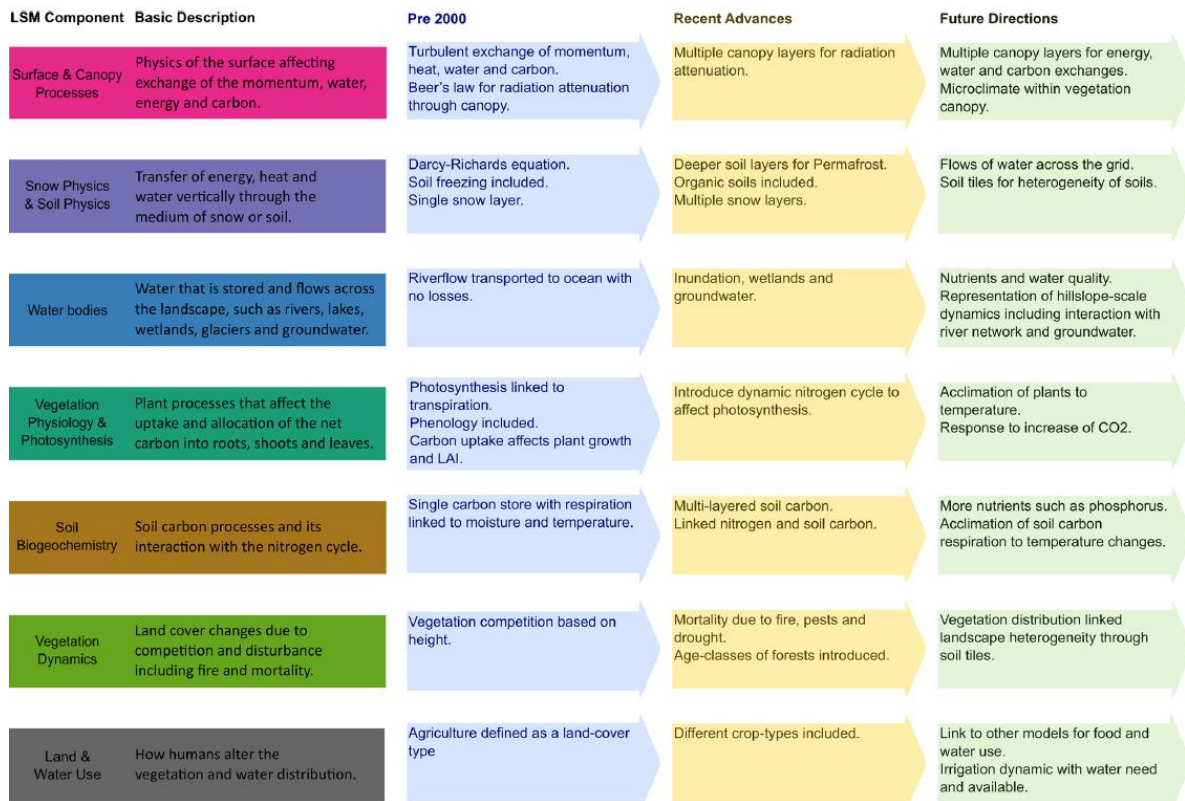 LSM Component
Basic Description
Pre 2000
Recent Advances
Future Directions
Surface & Canopy
Processes
Physics of the surface affecting
exchange of the momentum, water,
energy and carbon.
Turbulent exchange of momentum,
heat, water and carbon.
Beer's law for radiation attenuation
through canopy.
Multiple canopy layers for radiation
attenuation.
Multiple canopy layers for energy,
water and carbon exchanges.
Microclimate within vegetation
canopy.
Snow Physics
& Soil Physics
Transfer of energy, heat and
water vertically through the
medium of snow or soil.
Darcy-Richards equation.
Soil freezing included.
Single snow layer.
Deeper soil layers for Permafrost.
Organic soils included.
Multiple snow layers.
Flows of water across the grid.
Soil tiles for heterogeneity of soils.
Water bodies
Water that is stored and flows across
the landscape, such as rivers, lakes,
wetlands, glaciers and groundwater.
Riverflow transported to ocean with
no losses.
Inundation, wetlands and
groundwater.
Nutrients and water quality.
Representation of hillslope-scale
dynamics including interaction with
river network and groundwater.
Vegetation
Physiology &
Photosynthesis
Plant processes that affect the
uptake and allocation of the net
carbon into roots, shoots and leaves.
Photosynthesis linked to
transpiration.
Phenology included.
Carbon uptake affects plant growth
and LAI.
Introduce dynamic nitrogen cycle to
affect photosynthesis.
Acclimation of plants to
temperature.
Response to increase of CO2.
Soil
Biogeochemistry
Soil carbon processes and its
interaction with the nitrogen cycle.
Single carbon store with respiration
linked to moisture and temperature.
Multi-layered soil carbon.
Linked nitrogen and soil carbon.
More nutrients such as phosphorus.
Acclimation of soil carbon
respiration to temperature changes.
Vegetation
Dynamics
Land cover changes due to
competition and disturbance
including fire and mortality.
Vegetation competition based on
height.
Mortality due to fire, pests and
drought.
Age-classes of forests introduced.
Vegetation distribution linked
landscape heterogeneity through
soil tiles.
Land &
Water Use
How humans alter the
vegetation and water distribution.
Agriculture defined as a land-cover
type
Different crop-types included.
Link to other models for food and
water use.
Irrigation dynamic with water need
and available.